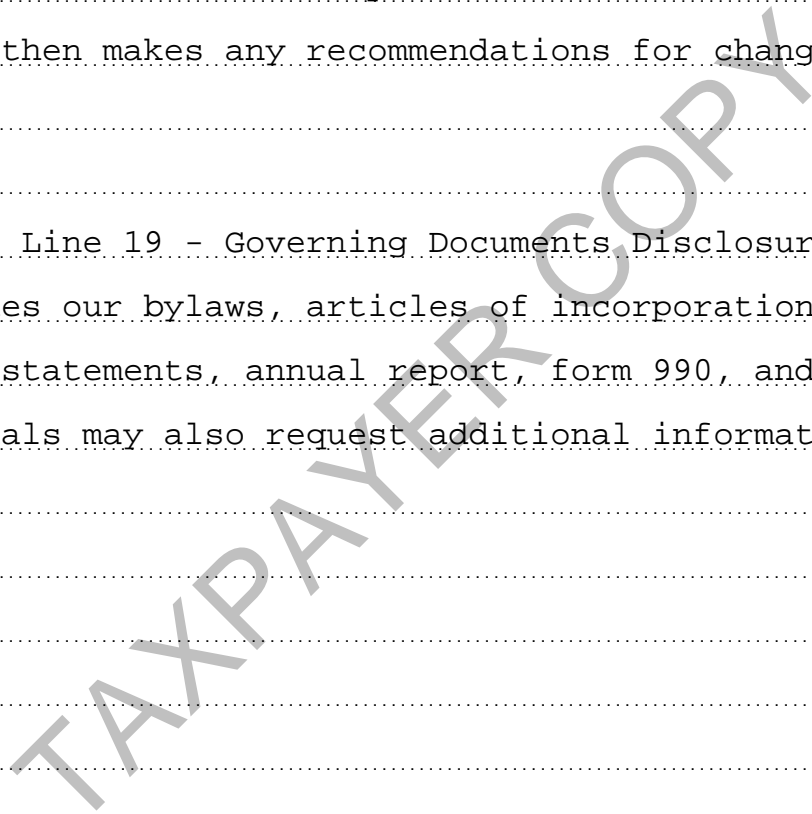 then makes any recommendations for chang
Line 19 - Governing Documents Disclosur
es our bylaws, articles of incorporation
statements, annual report, form 990, and
als may also request additional informat
TAXPAYER COPY